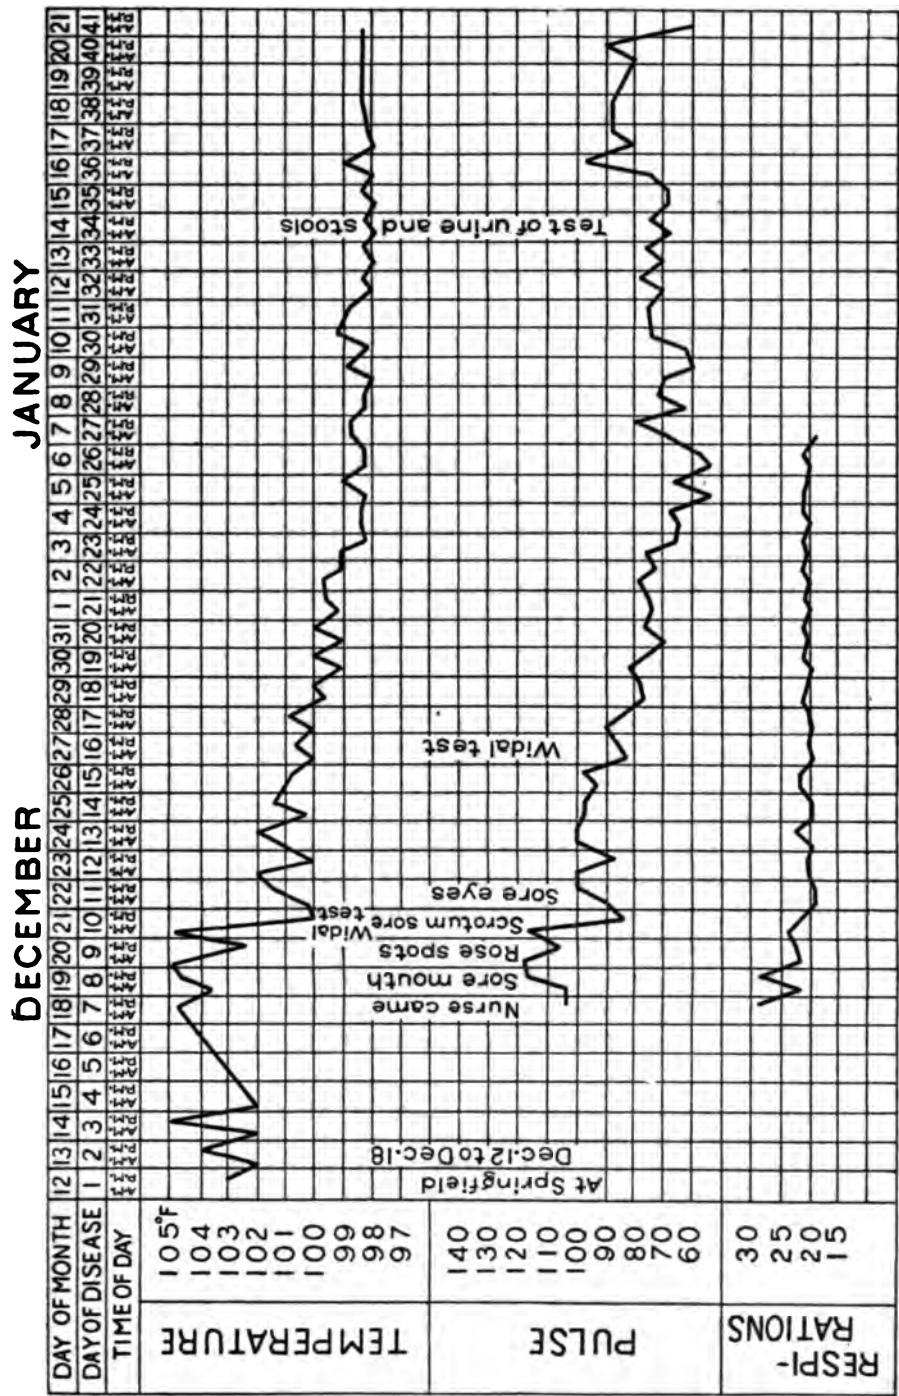 DECEMBER JANUARY
DAY OF MONTH 12 13 14 15 16 17 18 19 20 21 22 23 24 25 26 27 28 29 30 31 1 2 3 4 5 6 7 8 9 10 11 12 13 14 15 16 17 18 19 20 21
DAY OF DISEASE 1 2 3 4 5 6 7 8 9 10 11 12 13 14 15 16 17 18 19 20 21 22 23 24 25 26 27 28 29 30 31 32 33 34 35 36 37 38 39 40 41
TIME OF DAY
TEMPERATURE
105°F
104
103
102
101
100
99
98
97
PULSE
140
130
120
110
100
90
80
70
60
RESPI-
RATIONS
30
25
20
15
At Springfield
Dec. 12 to Dec. 18
Nurse came
Sore mouth
Rose spots
Widal
test
Scrotum sore
Sore eyes
Widal test
Test of urine and stools